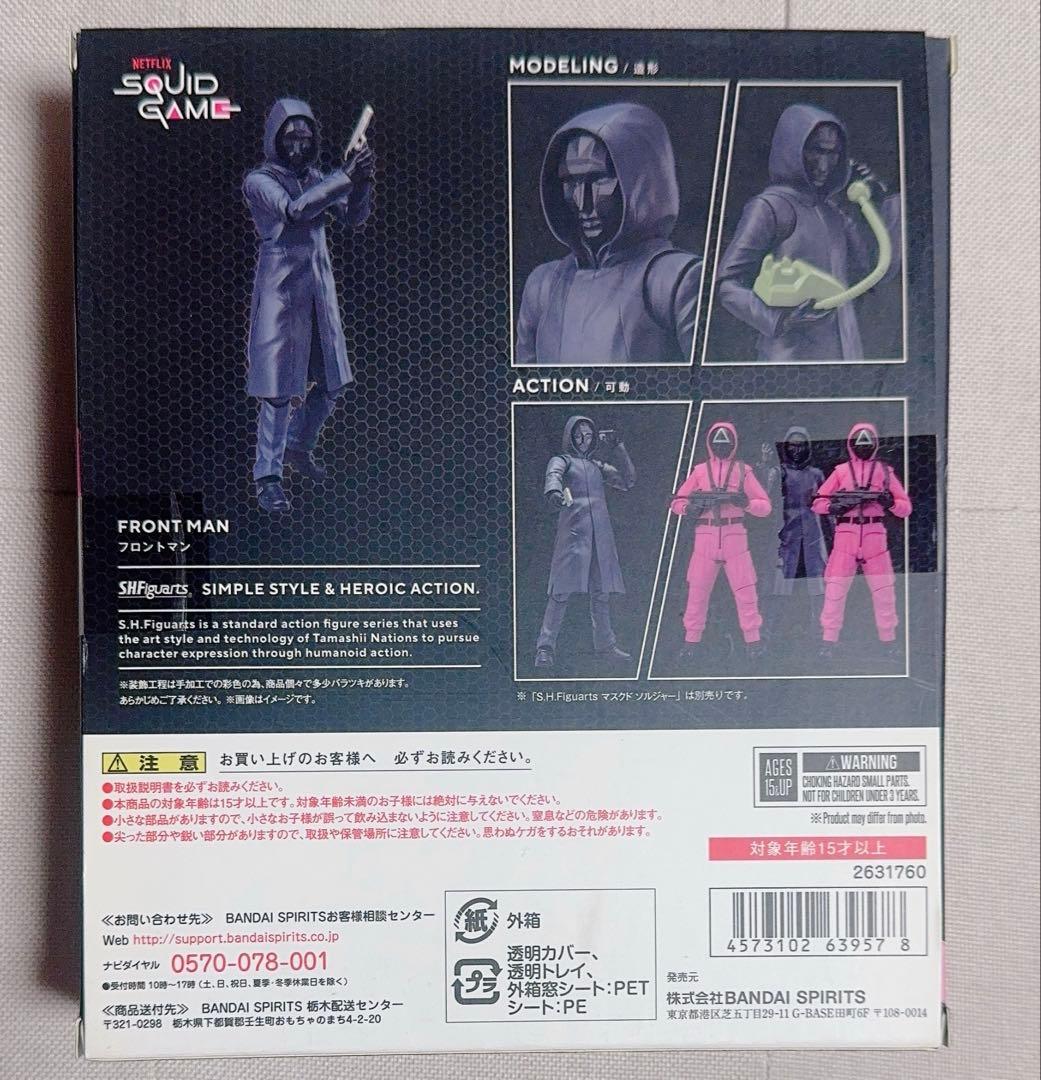 NETFLIX
SQUID
GAME
MODELING / 造形
ACTION / 可動
FRONT MAN
フロントマン
S.H.Figuarts SIMPLE STYLE & HEROIC ACTION.
S.H.Figuarts is a standard action figure series that uses
the art style and technology of Tamashii Nations to pursue
character expression through humanoid action.
※装飾工程は手加工での彩色の為、商品個々で多少バラツキがあります。
あらかじめご了承ください。 ※画像はイメージです。
※「S.H.Figuarts マスクド ソルジャー」は別売りです。
注意 お買い上げのお客様へ 必ずお読みください。
●取扱説明書を必ずお読みください。
●本商品の対象年齢は15才以上です。対象年齢未満のお子様には絶対に与えないでください。
●小さな部品がありますので、小さなお子様が誤って飲み込まないように注意してください。窒息などの危険があります。
●尖った部分や鋭い部分がありますので、取扱や保管場所に注意してください。思わぬケガをするおそれがあります。
AGES
15&UP
WARNING
CHOKING HAZARD SMALL PARTS.
NOT FOR CHILDREN UNDER 3 YEARS.
※Product may differ from photo.
対象年齢15才以上
2631760
4573102 63957 8
≪お問い合わせ先≫ BANDAI SPIRITSお客様相談センター
Web http://support.bandaispirits.co.jp
ナビダイヤル 0570-078-001
●受付時間 10時〜17時 (土、日、祝日、夏季・冬季休業日を除く)
≪商品送付先≫ BANDAI SPIRITS 栃木配送センター
〒321-0298 栃木県下都賀郡壬生町おもちゃのまち4-2-20
紙 外箱
プラ 透明カバー、
透明トレイ、
外箱窓シート:PET
シート:PE
発売元
株式会社BANDAI SPIRITS
東京都港区芝五丁目29-11 G-BASE田町6F 〒108-0014